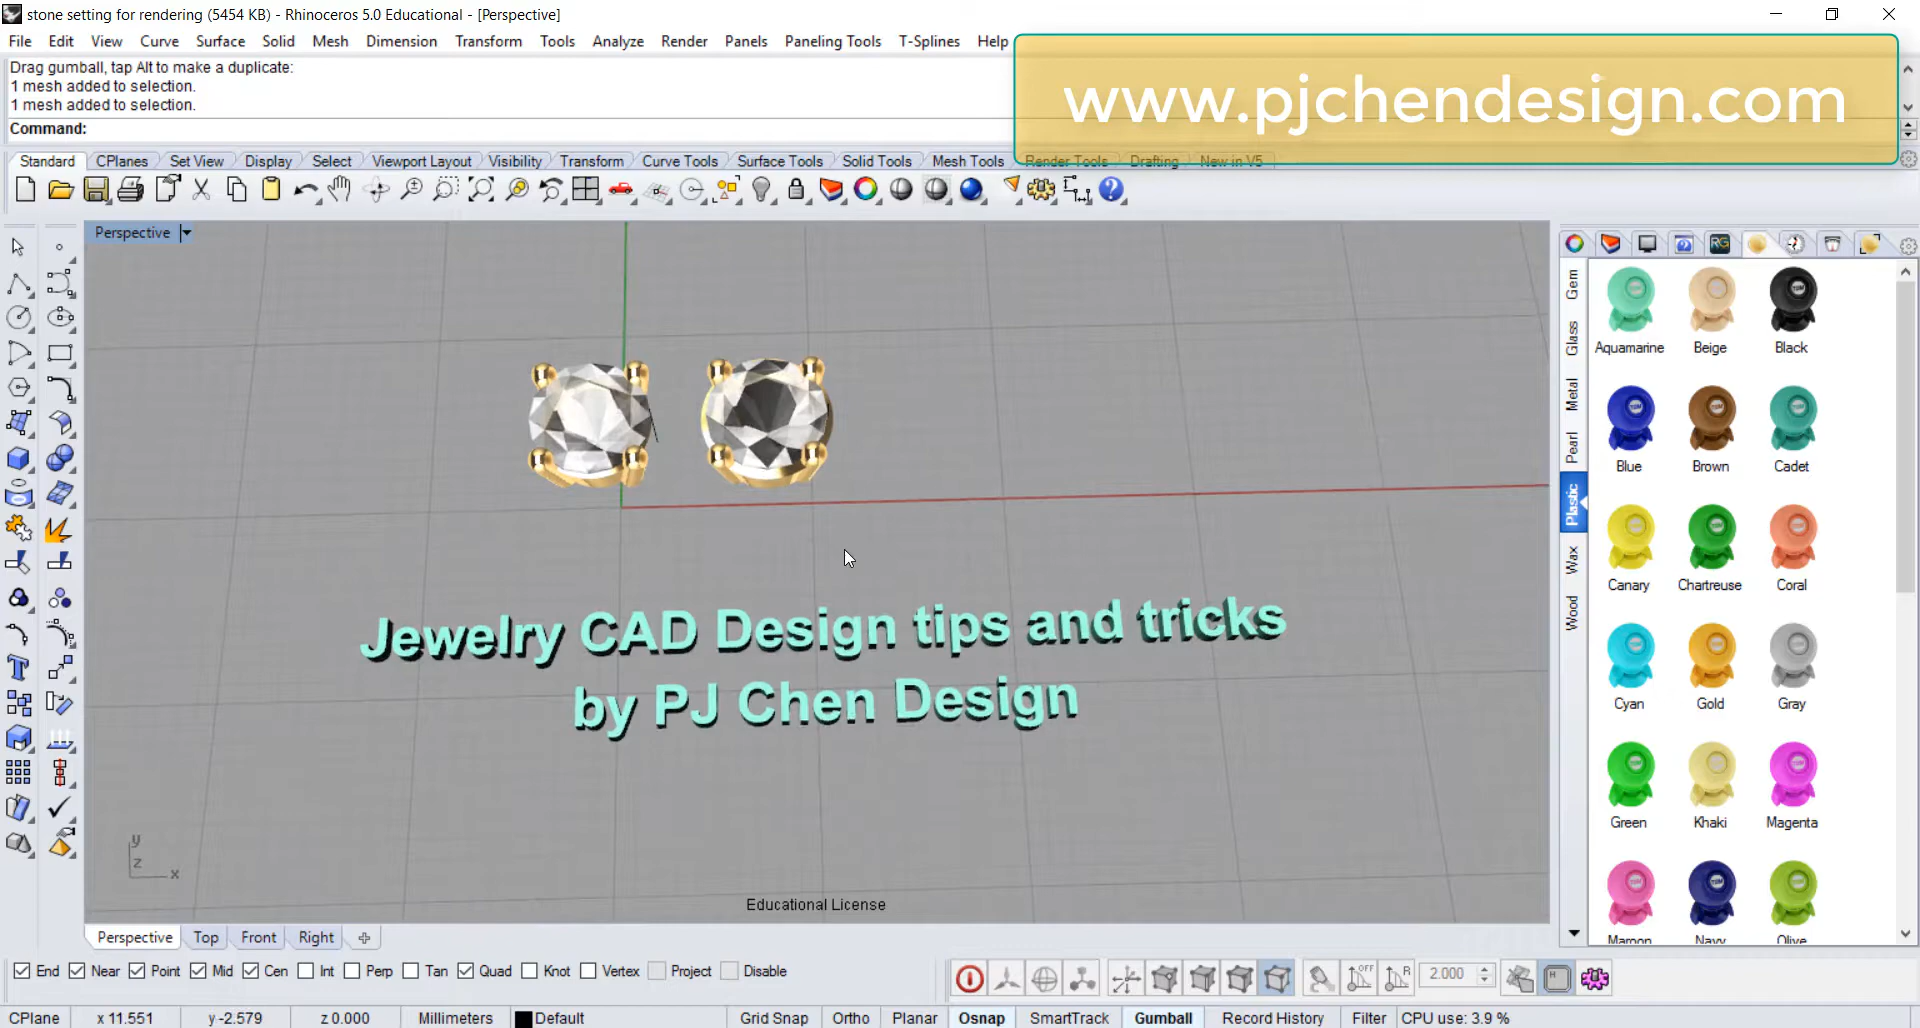 stone setting for rendering (5454 KB) - Rhinoceros 5.0 Educational - [Perspective]
File Edit View Curve Surface Solid Mesh Dimension Transform Tools Analyze Render Panels Paneling Tools T-Splines Help
Drag gumball, tap Alt to make a duplicate:
1 mesh added to selection.
1 mesh added to selection.
Command:
www.pjchendesign.com
Standard CPlanes Set View Display Select Viewport Layout Visibility Transform Curve Tools Surface Tools Solid Tools Mesh Tools Render Tools Drafting New in V5
Perspective
RG
Gem
Glass
Metal
Pearl
Plastic
Wax
Wood
Aquamarine Beige Black
Blue Brown Cadet
Canary Chartreuse Coral
Cyan Gold Gray
Green Khaki Magenta
Maroon Navy Olive
Jewelry CAD Design tips and tricks
by PJ Chen Design
y
z
x
Educational License
Perspective Top Front Right
End Near Point Mid Cen Int Perp Tan Quad Knot Vertex Project Disable
OFF R 2.000 H
CPlane x 11.551 y -2.579 z 0.000 Millimeters Default Grid Snap Ortho Planar Osnap SmartTrack Gumball Record History Filter CPU use: 3.9 %